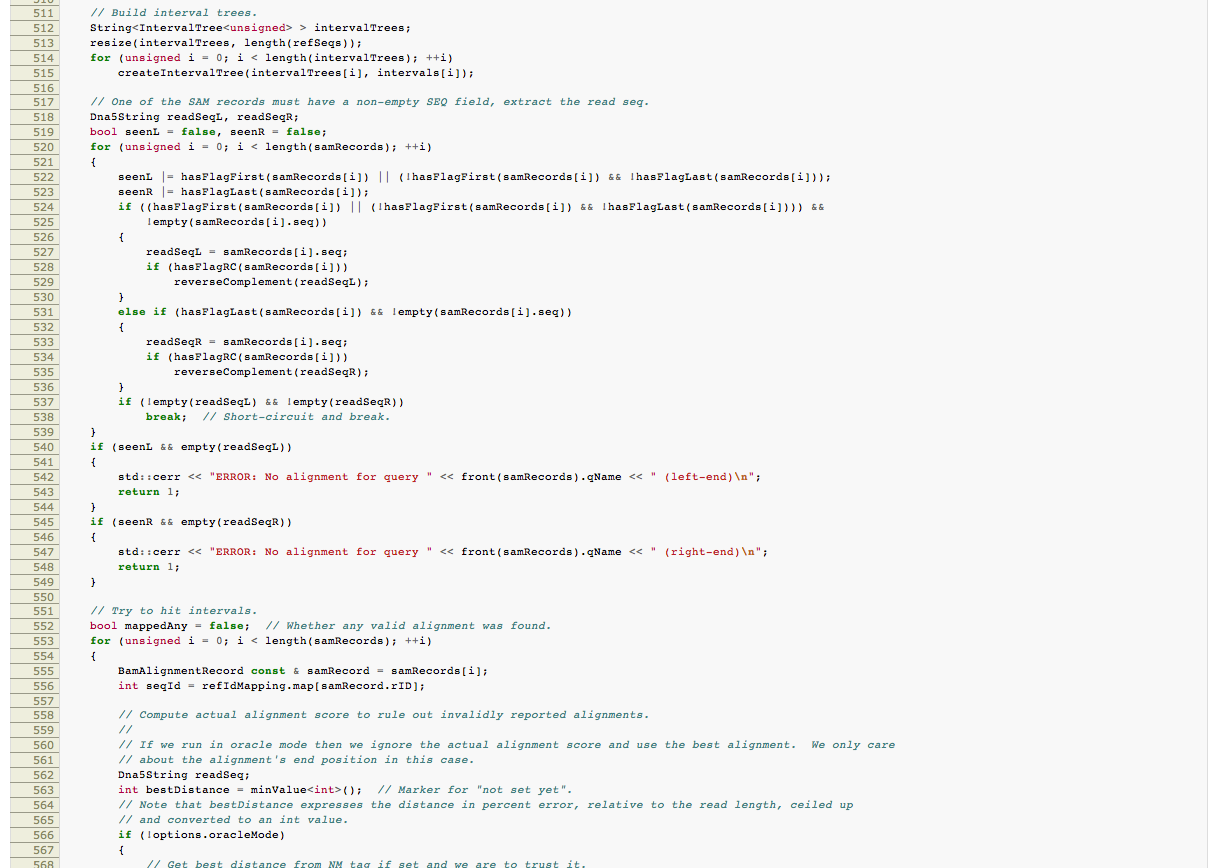 511 // Build interval trees.
512 String<IntervalTree<unsigned> > intervalTrees;
513 resize(intervalTrees, length(refSeqs));
514 for (unsigned i = 0; i < length(intervalTrees); ++i)
515 createIntervalTree(intervalTrees[i], intervals[i]);
516
517 // One of the SAM records must have a non-empty SEQ field, extract the read seq.
518 Dna5String readSeqL, readSeqR;
519 bool seenL = false, seenR = false;
520 for (unsigned i = 0; i < length(samRecords); ++i)
521 {
522 seenL |= hasFlagFirst(samRecords[i]) || (!hasFlagFirst(samRecords[i]) && !hasFlagLast(samRecords[i]));
523 seenR |= hasFlagLast(samRecords[i]);
524 if ((hasFlagFirst(samRecords[i]) || (!hasFlagFirst(samRecords[i]) && !hasFlagLast(samRecords[i]))) &&
525 !empty(samRecords[i].seq))
526 {
527 readSeqL = samRecords[i].seq;
528 if (hasFlagRC(samRecords[i]))
529 reverseComplement(readSeqL);
530 }
531 else if (hasFlagLast(samRecords[i]) && !empty(samRecords[i].seq))
532 {
533 readSeqR = samRecords[i].seq;
534 if (hasFlagRC(samRecords[i]))
535 reverseComplement(readSeqR);
536 }
537 if (!empty(readSeqL) && !empty(readSeqR))
538 break; // Short-circuit and break.
539 }
540 if (seenL && empty(readSeqL))
541 {
542 std::cerr << "ERROR: No alignment for query " << front(samRecords).qName << " (left-end)\n";
543 return 1;
544 }
545 if (seenR && empty(readSeqR))
546 {
547 std::cerr << "ERROR: No alignment for query " << front(samRecords).qName << " (right-end)\n";
548 return 1;
549 }
550
551 // Try to hit intervals.
552 bool mappedAny = false; // Whether any valid alignment was found.
553 for (unsigned i = 0; i < length(samRecords); ++i)
554 {
555 BamAlignmentRecord const & samRecord = samRecords[i];
556 int seqId = refIdMapping.map[samRecord.rID];
557
558 // Compute actual alignment score to rule out invalidly reported alignments.
559 //
560 // If we run in oracle mode then we ignore the actual alignment score and use the best alignment. We only care
561 // about the alignment's end position in this case.
562 Dna5String readSeq;
563 int bestDistance = minValue<int>(); // Marker for "not set yet".
564 // Note that bestDistance expresses the distance in percent error, relative to the read length, ceiled up
565 // and converted to an int value.
566 if (!options.oracleMode)
567 {
568 // Get best distance from NM tag if set and we are to trust it.